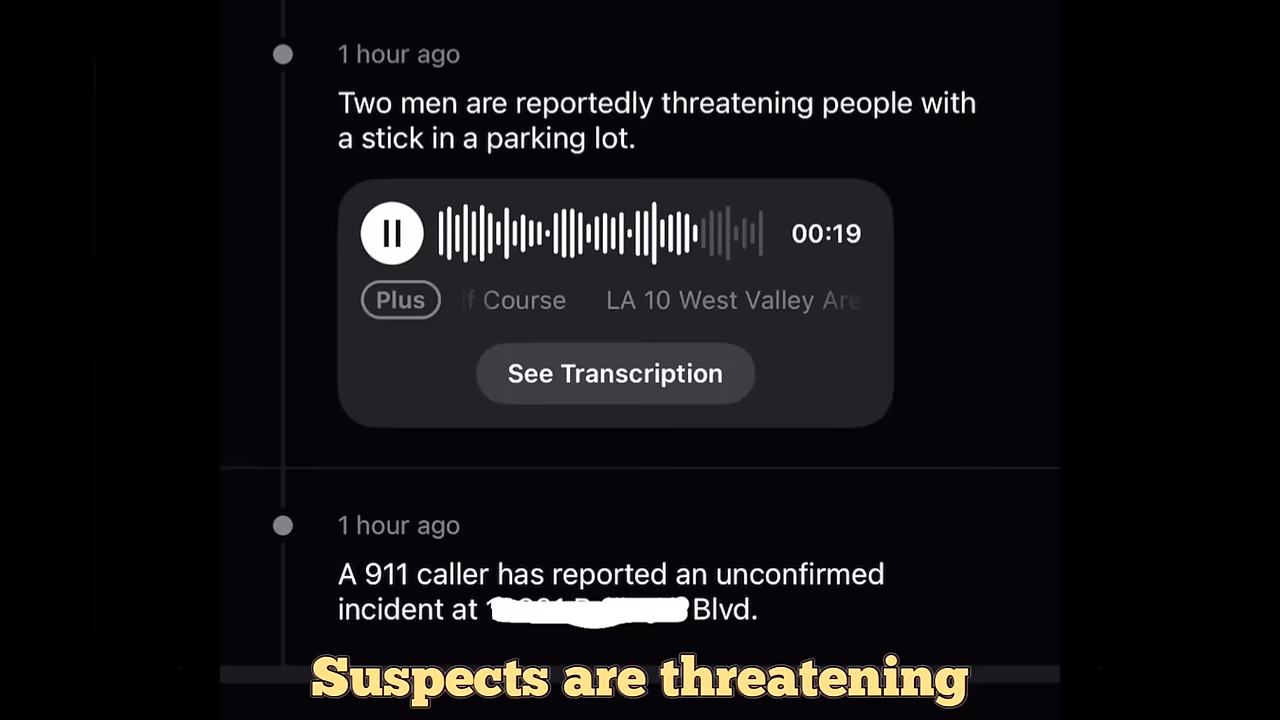 1 hour ago
Two men are reportedly threatening people with
a stick in a parking lot.
00:19
Plus
Course LA 10 West Valley
See Transcription
1 hour ago
A 911 caller has reported an unconfirmed
incident at Blvd.
Suspects are threatening